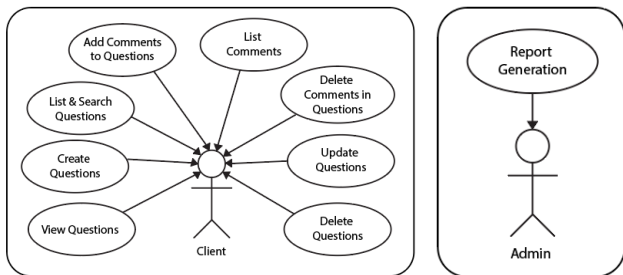 Add Comments
to Questions
List
Comments
Delete
Comments in
Questions
List & Search
Questions
Create
Questions
Update
Questions
View Questions
Delete
Questions
Client
Report
Generation
Admin